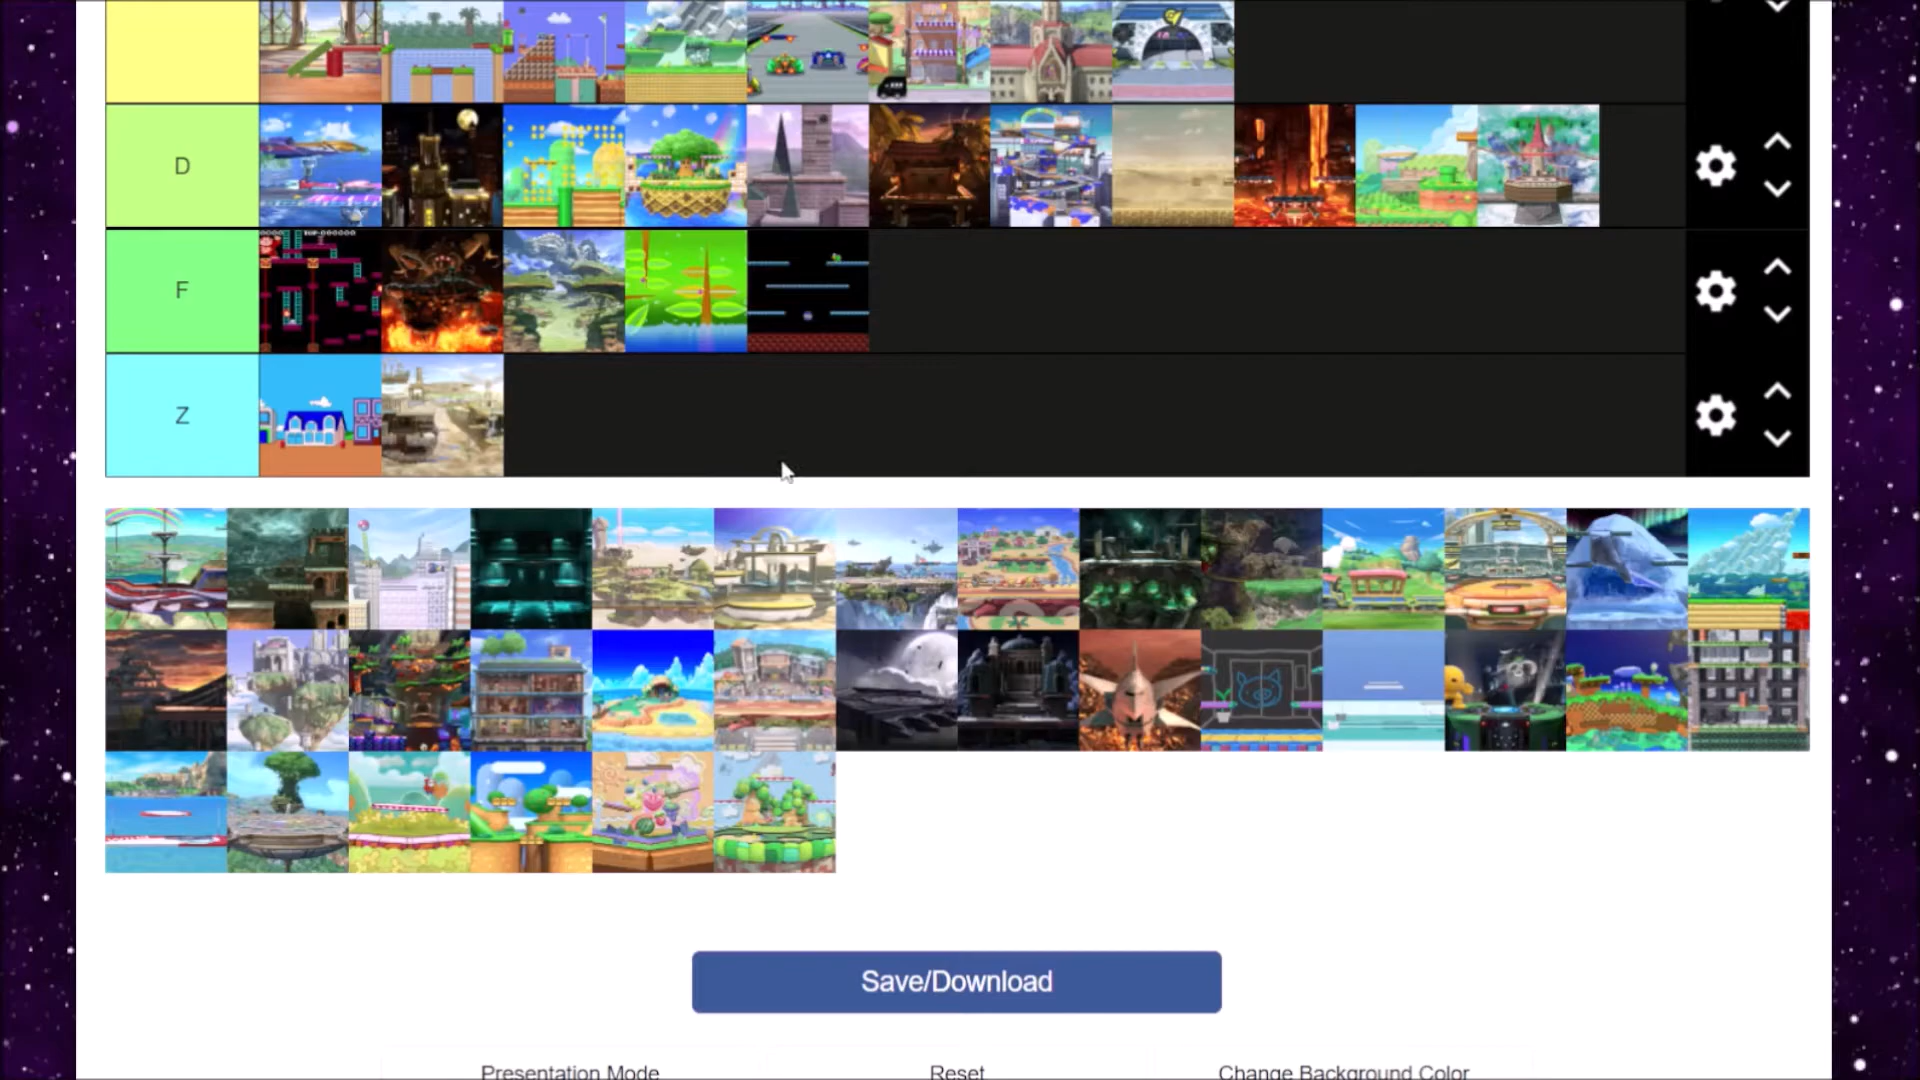 D
F
Z
Save/Download
Presentation Mode
Reset
Change Background Color